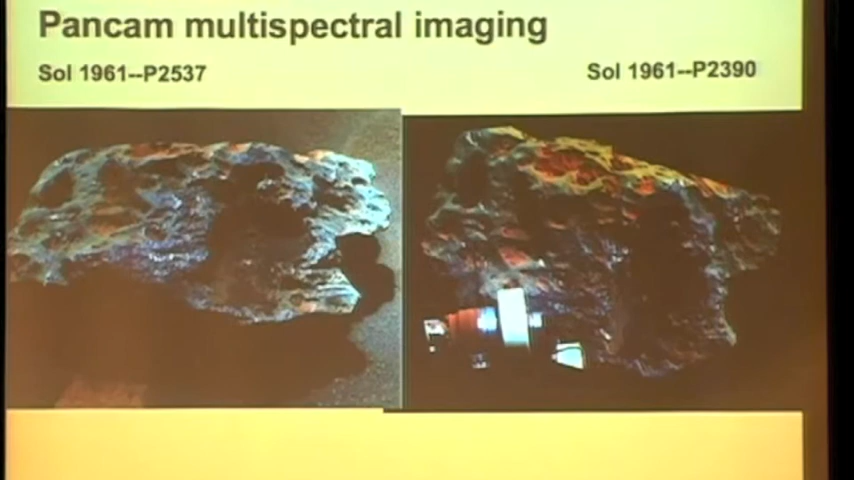 Pancam multispectral imaging
Sol 1961--P2537
Sol 1961--P2390